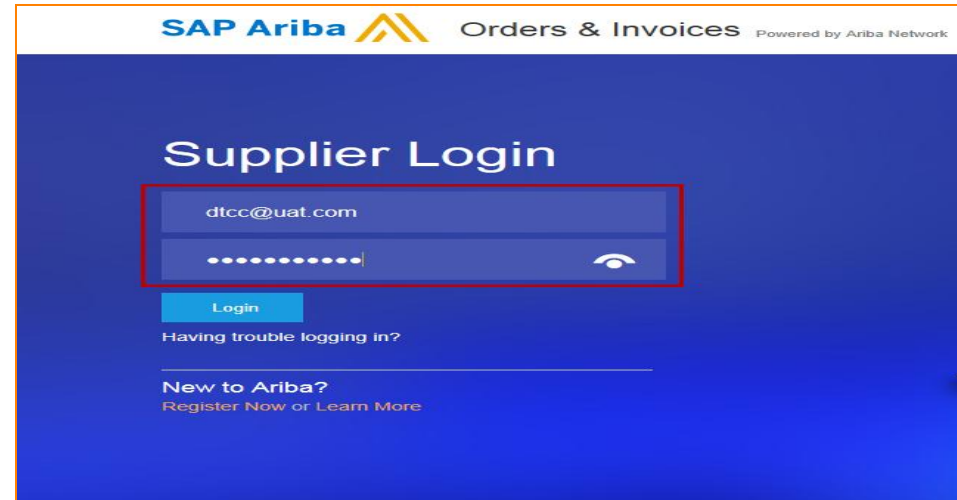 SAP Ariba Orders & Invoices Powered by Ariba Network
Supplier Login
dtcc@uat.com
●●●●●●●●●●●
Login
Having trouble logging in?
New to Ariba?
Register Now or Learn More